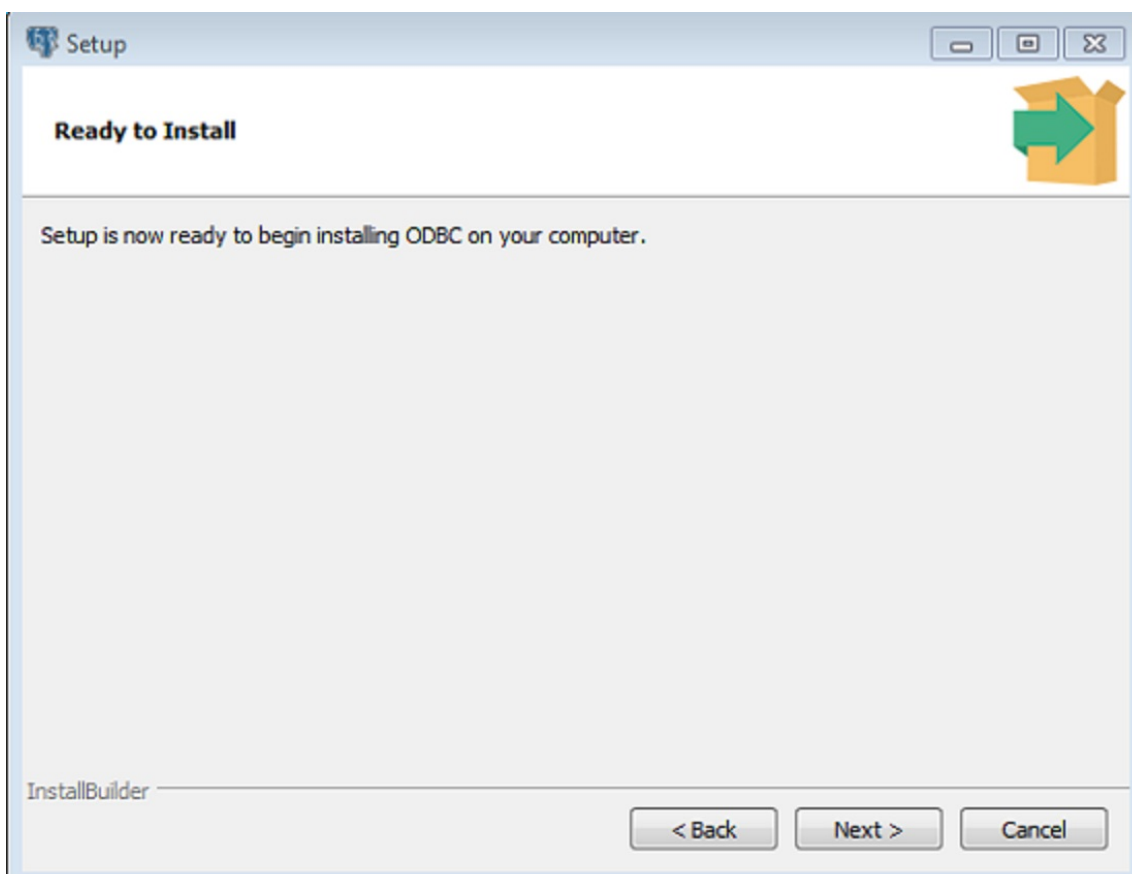 Setup
Ready to Install
Setup is now ready to begin installing ODBC on your computer.
InstallBuilder
< Back
Next >
Cancel